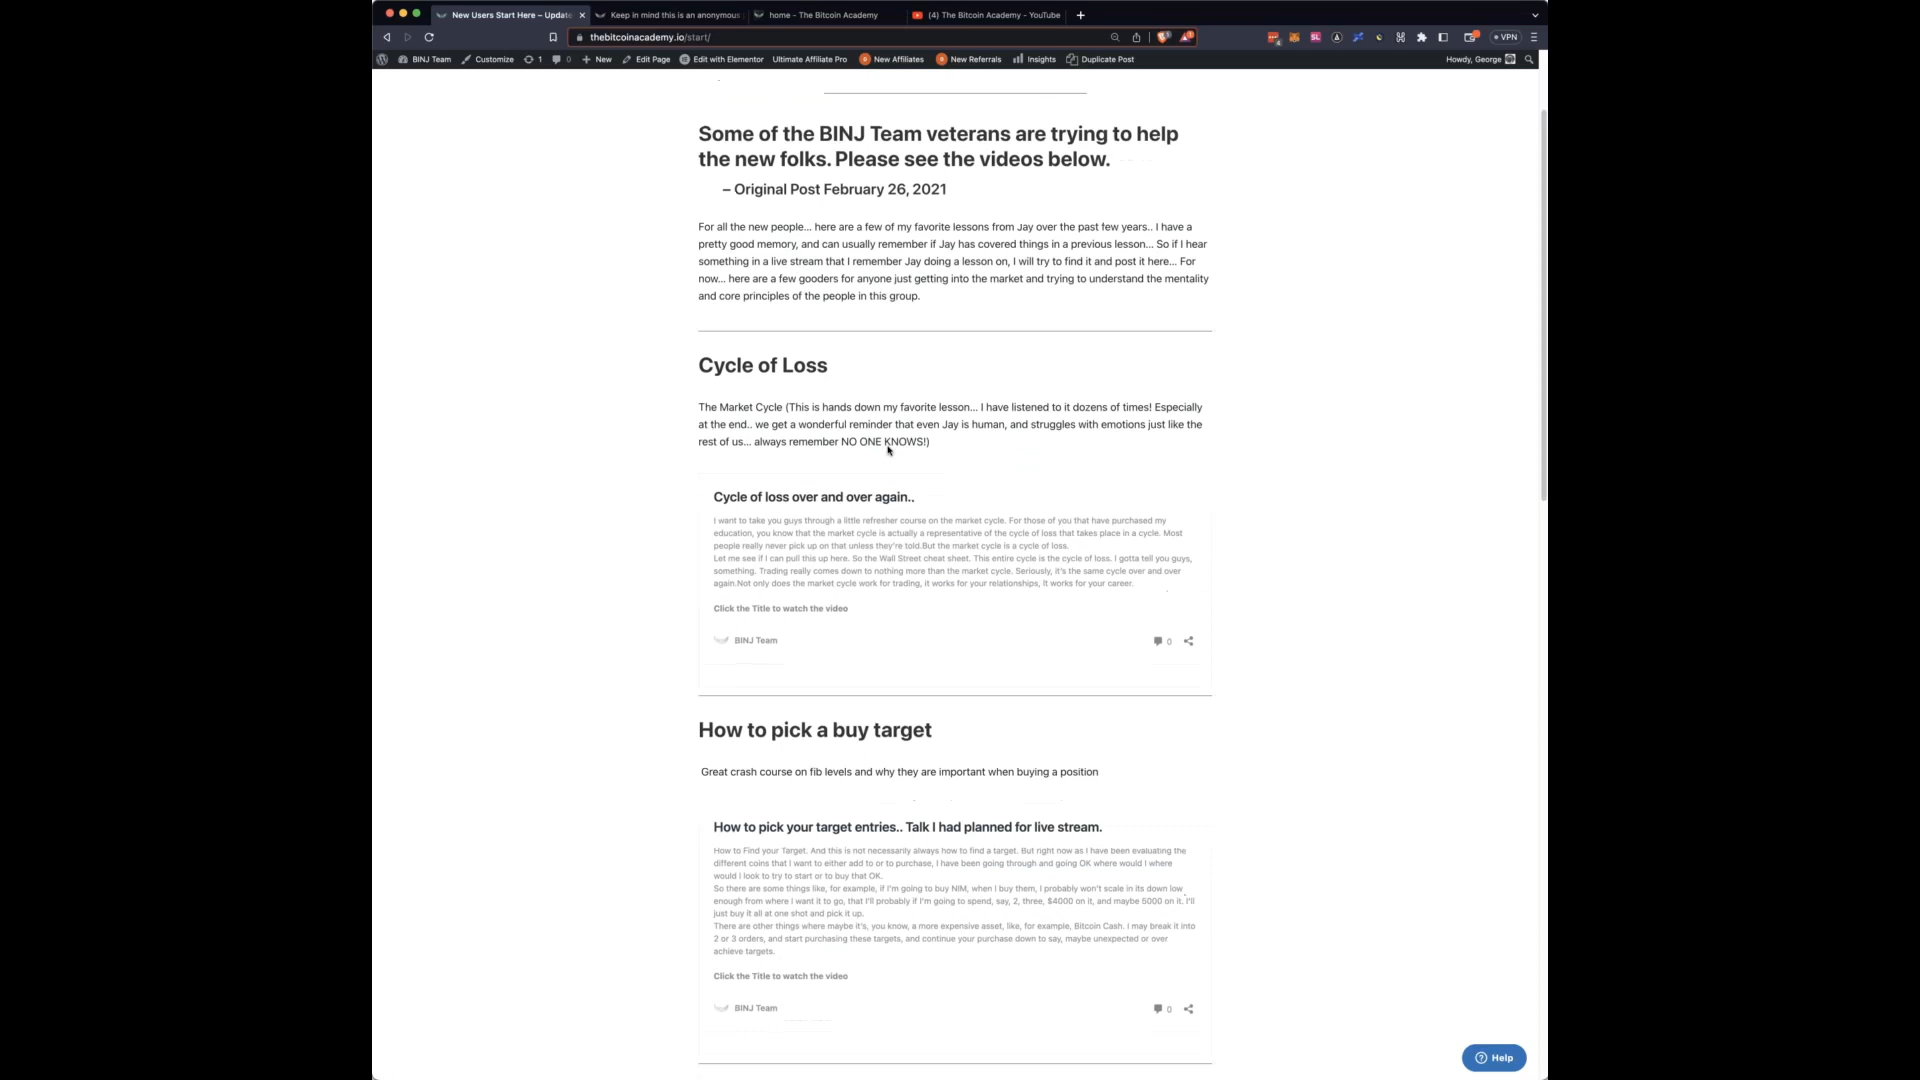 New Users Start Here – Update
Keep in mind this is an anonymous
home - The Bitcoin Academy
(4) The Bitcoin Academy - YouTube
thebitcoinacademy.io/start/
VPN
BINJ Team
Customize
1
0
New
Edit Page
Edit with Elementor
Ultimate Affiliate Pro
0 New Affiliates
0 New Referrals
Insights
Duplicate Post
Howdy, George
Some of the BINJ Team veterans are trying to help
the new folks. Please see the videos below.
– Original Post February 26, 2021
For all the new people... here are a few of my favorite lessons from Jay over the past few years.. I have a
pretty good memory, and can usually remember if Jay has covered things in a previous lesson... So if I hear
something in a live stream that I remember Jay doing a lesson on, I will try to find it and post it here... For
now... here are a few gooders for anyone just getting into the market and trying to understand the mentality
and core principles of the people in this group.
Cycle of Loss
The Market Cycle (This is hands down my favorite lesson... I have listened to it dozens of times! Especially
at the end.. we get a wonderful reminder that even Jay is human, and struggles with emotions just like the
rest of us... always remember NO ONE KNOWS!)
Cycle of loss over and over again..
I want to take you guys through a little refresher course on the market cycle. For those of you that have purchased my
education, you know that the market cycle is actually a representative of the cycle of loss that takes place in a cycle. Most
people really never pick up on that unless they're told.But the market cycle is a cycle of loss.
Let me see if I can pull this up here. So the Wall Street cheat sheet. This entire cycle is the cycle of loss. I gotta tell you guys,
something. Trading really comes down to nothing more than the market cycle. Seriously, it's the same cycle over and over
again.Not only does the market cycle work for trading, it works for your relationships, It works for your career.
Click the Title to watch the video
BINJ Team
0
How to pick a buy target
Great crash course on fib levels and why they are important when buying a position
How to pick your target entries.. Talk I had planned for live stream.
How to Find your Target. And this is not necessarily always how to find a target. But right now as I have been evaluating the
different coins that I want to either add to or to purchase, I have been going through and going OK where would I where
would I look to try to start or to buy that OK.
So there are some things like, for example, if I'm going to buy NIM, when I buy them, I probably won't scale in its down low
enough from where I want it to go, that I'll probably if I'm going to spend, say, 2, three, $4000 on it, and maybe 5000 on it. I'll
just buy it all at one shot and pick it up.
There are other things where maybe it's, you know, a more expensive asset, like, for example, Bitcoin Cash. I may break it into
2 or 3 orders, and start purchasing these targets, and continue your purchase down to say, maybe unexpected or over
achieve targets.
Click the Title to watch the video
BINJ Team
0
Help